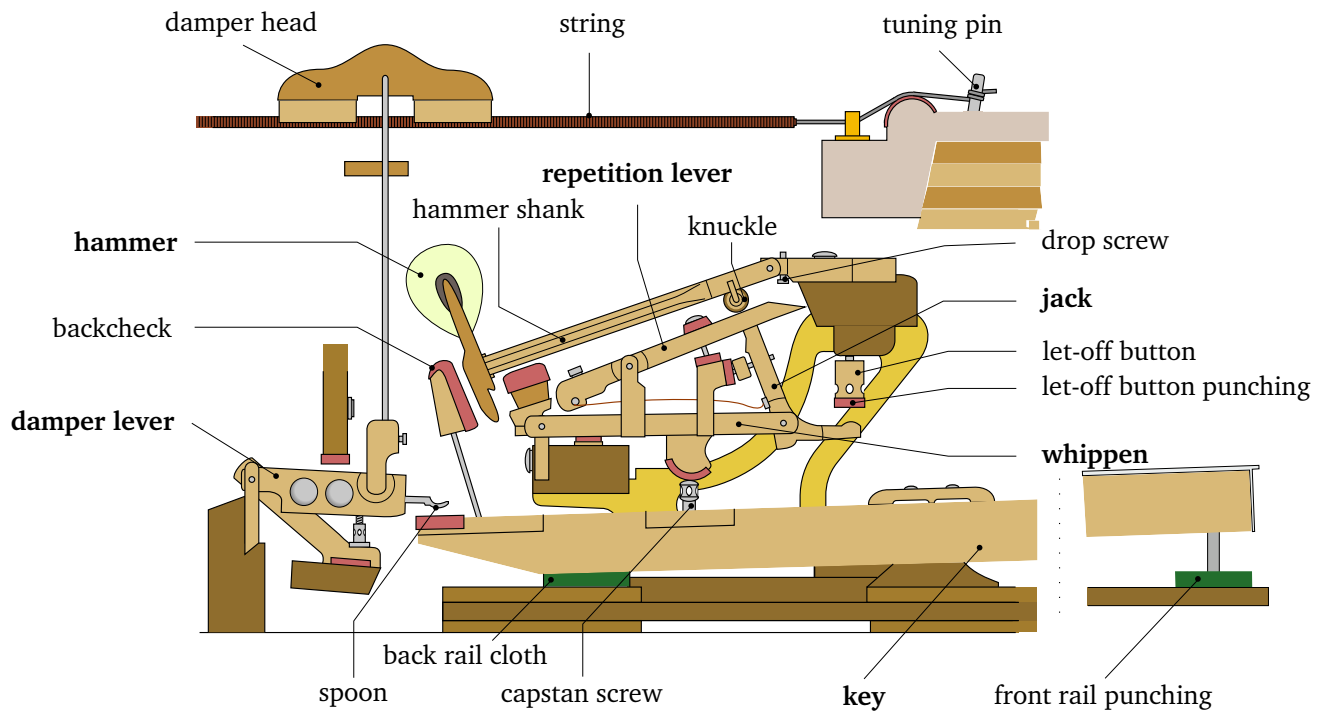 damper head
string
tuning pin
repetition lever
hammer shank
knuckle
hammer
drop screw
jack
backcheck
let-off button
let-off button punching
damper lever
whippen
back rail cloth
spoon
capstan screw
key
front rail punching